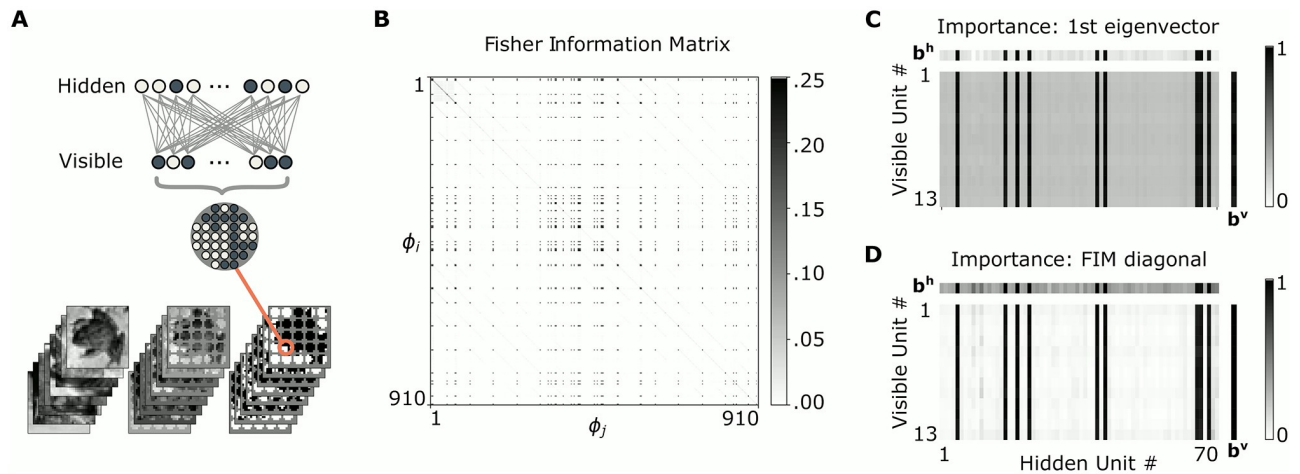 A
Hidden
...
Visible
...
B
Fisher Information Matrix
1
ϕi
910
1
ϕj
910
.25
.20
.15
.10
.05
.00
C
Importance: 1st eigenvector
bʰ
1
Visible Unit #
13
bᵛ
1
0
D
Importance: FIM diagonal
bʰ
1
Visible Unit #
13
1
Hidden Unit #
70
bᵛ
1
0